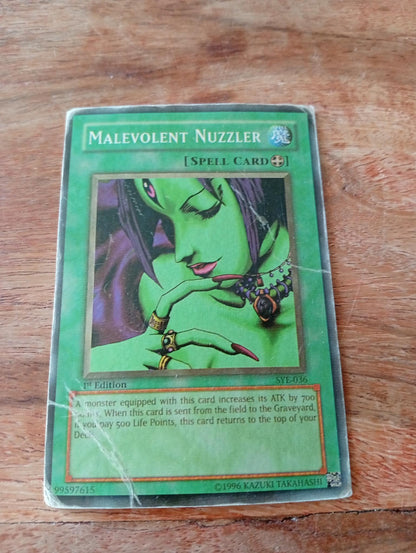 MALEVOLENT NUZZLER
[SPELL CARD]
1st Edition
SYE-036
A monster equipped with this card increases its ATK by 700
When this card is sent from the field to the Graveyard,
if you pay 500 Life Points, this card returns to the top of your
Deck.
99597615
©1996 KAZUKI TAKAHASHI